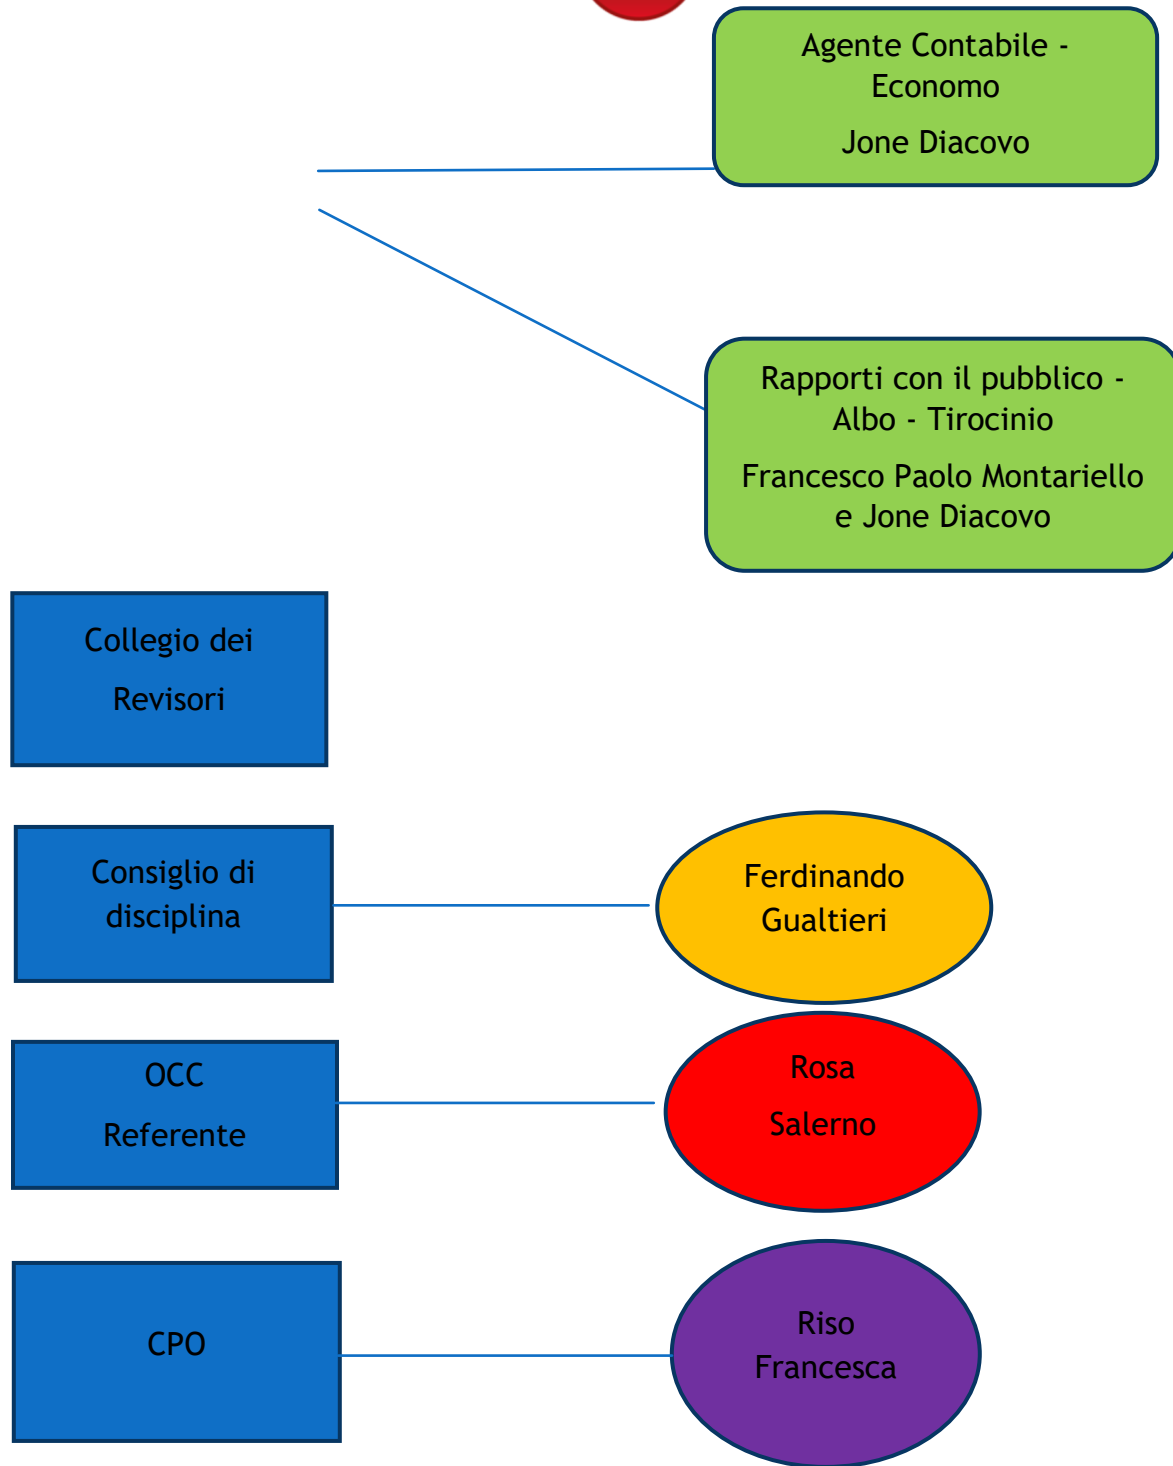 Agente Contabile -
Economo
Jone Diacovo
Rapporti con il pubblico -
Albo - Tirocinio
Francesco Paolo Montariello
e Jone Diacovo
Collegio dei
Revisori
Consiglio di
disciplina
Ferdinando
Gualtieri
OCC
Referente
Rosa
Salerno
CPO
Riso
Francesca